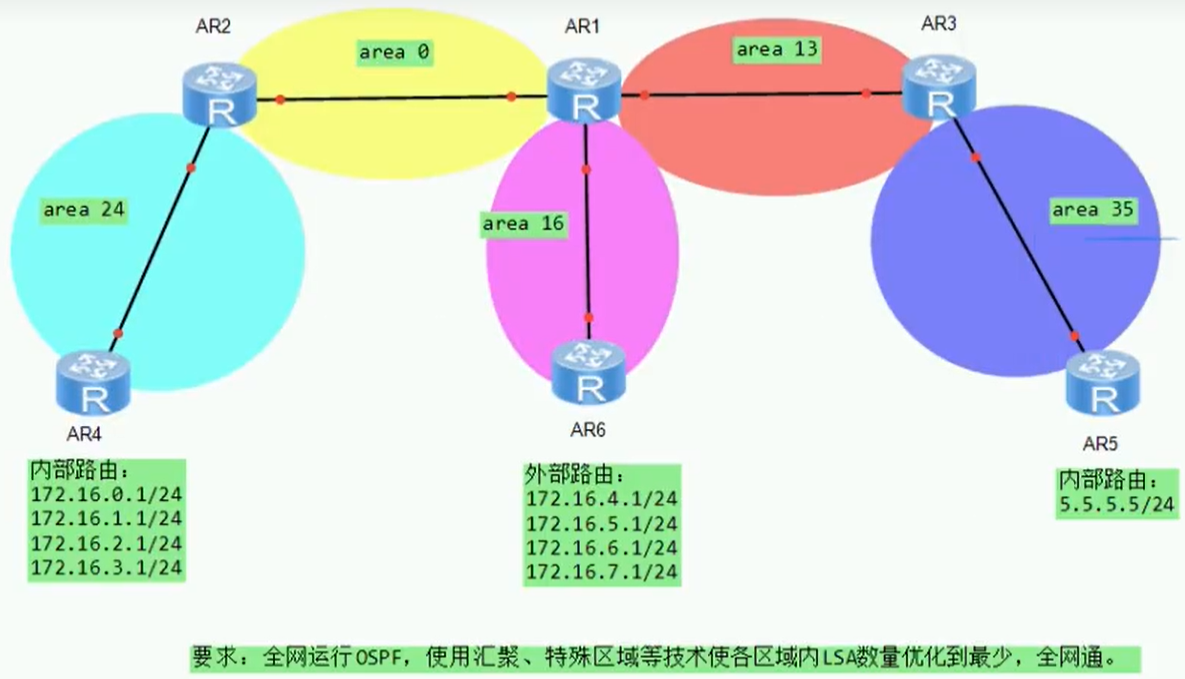 AR2
AR1
AR3
area 0
area 13
area 24
area 16
area 35
R
R
R
R
R
R
AR4
AR6
AR5
内部路由：
172.16.0.1/24
172.16.1.1/24
172.16.2.1/24
172.16.3.1/24
外部路由：
172.16.4.1/24
172.16.5.1/24
172.16.6.1/24
172.16.7.1/24
内部路由：
5.5.5.5/24
要求：全网运行OSPF，使用汇聚、特殊区域等技术使各区域内LSA数量优化到最少，全网通。